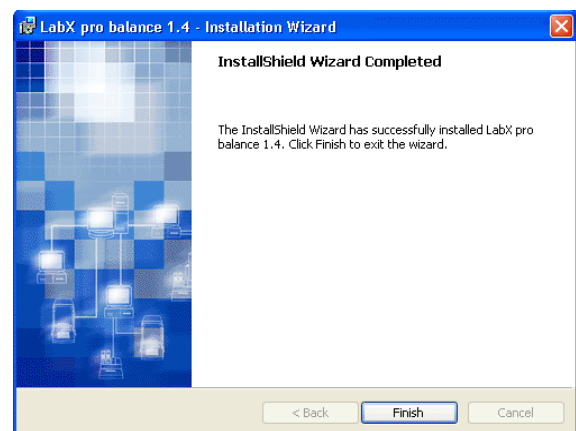 LabX pro balance 1.4 - Installation Wizard
InstallShield Wizard Completed
The InstallShield Wizard has successfully installed LabX pro
balance 1.4. Click Finish to exit the wizard.
< Back
Finish
Cancel